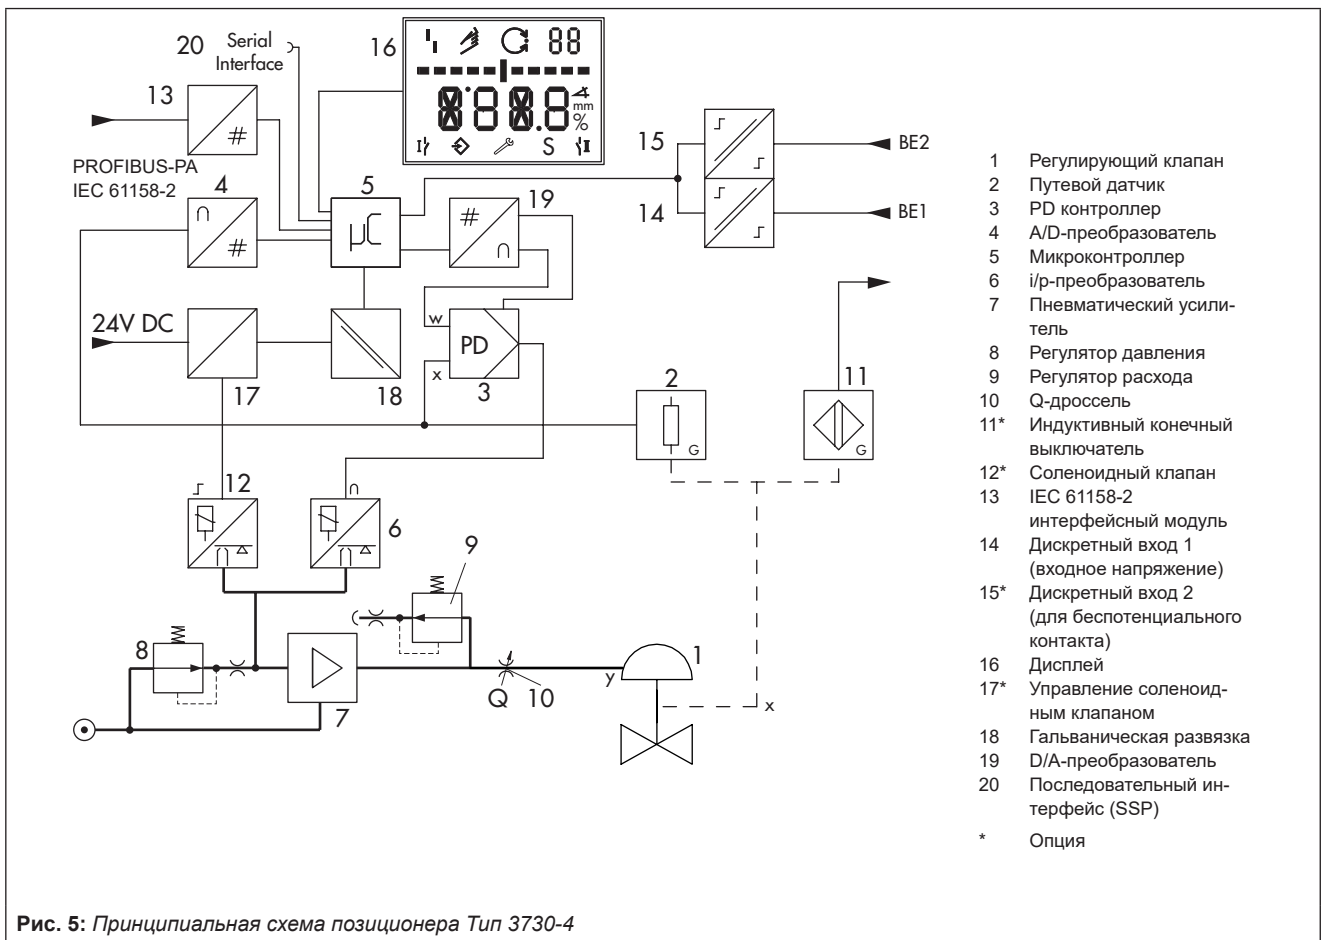 20
Serial
Interface
16
88
8.8 8.8
mm
%
S
13
#
PROFIBUS-PA
IEC 61158-2
4
#
5
µC
19
#
15
BE2
14
BE1
24V DC
17
18
w
PD
x
3
2
G
11
G
12
6
9
8
7
Q
10
y
1
x
1 Регулирующий клапан
2 Путевой датчик
3 PD контроллер
4 A/D-преобразователь
5 Микроконтроллер
6 i/p-преобразователь
7 Пневматический усили-
тель
8 Регулятор давления
9 Регулятор расхода
10 Q-дроссель
11* Индуктивный конечный
выключатель
12* Соленоидный клапан
13 IEC 61158-2
интерфейсный модуль
14 Дискретный вход 1
(входное напряжение)
15* Дискретный вход 2
(для беспотенциального
контакта)
16 Дисплей
17* Управление соленоид-
ным клапаном
18 Гальваническая развязка
19 D/A-преобразователь
20 Последовательный ин-
терфейс (SSP)
* Опция
Рис. 5: Принципиальная схема позиционера Тип 3730-4